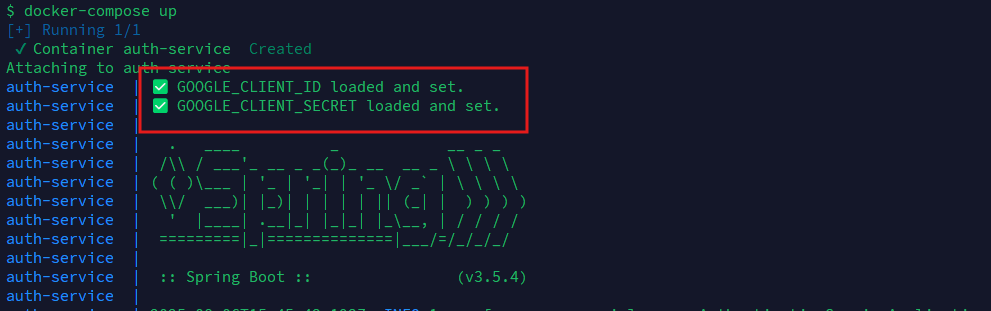 $ docker-compose up
[+] Running 1/1
✓ Container auth-service  Created
Attaching to auth-service
auth-service  | ✅ GOOGLE_CLIENT_ID loaded and set.
auth-service  | ✅ GOOGLE_CLIENT_SECRET loaded and set.
auth-service  |
auth-service  |   .   ____          _            __ _ _
auth-service  |  /\\ / ___'_ __ _ _(_)_ __  __ _ \ \ \ \
auth-service  | ( ( )\___ | '_ | '_| | '_ \/ _` | \ \ \ \
auth-service  |  \\/  ___)| |_)| | | | | || (_| |  ) ) ) )
auth-service  |   '  |____| .__|_| |_|_| |_\__, | / / / /
auth-service  |  =========|_|==============|___/=/_/_/_/
auth-service  |
auth-service  |  :: Spring Boot ::                (v3.5.4)
auth-service  |